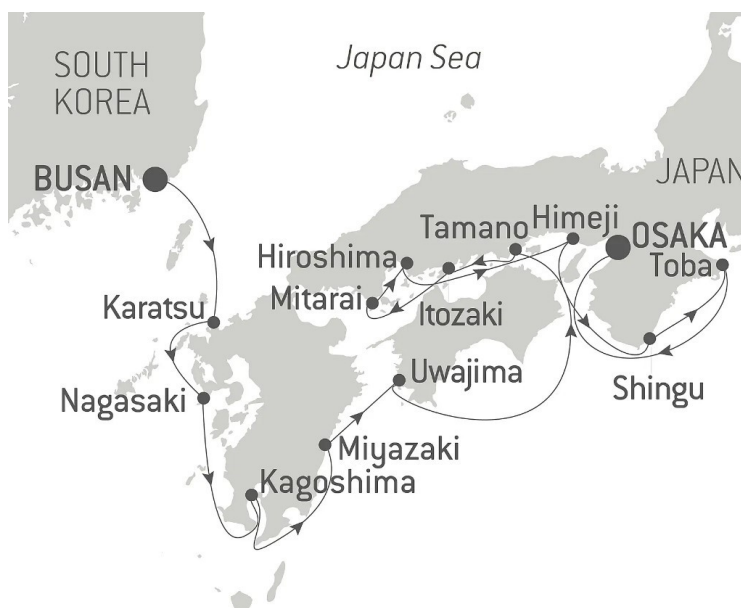 Japan Sea
SOUTH
KOREA
BUSAN
JAPAN
Himeji
Tamano
OSAKA
Hiroshima
Toba
Mitarai
Karatsu
Itozaki
Uwajima
Shingu
Nagasaki
Miyazaki
Kagoshima